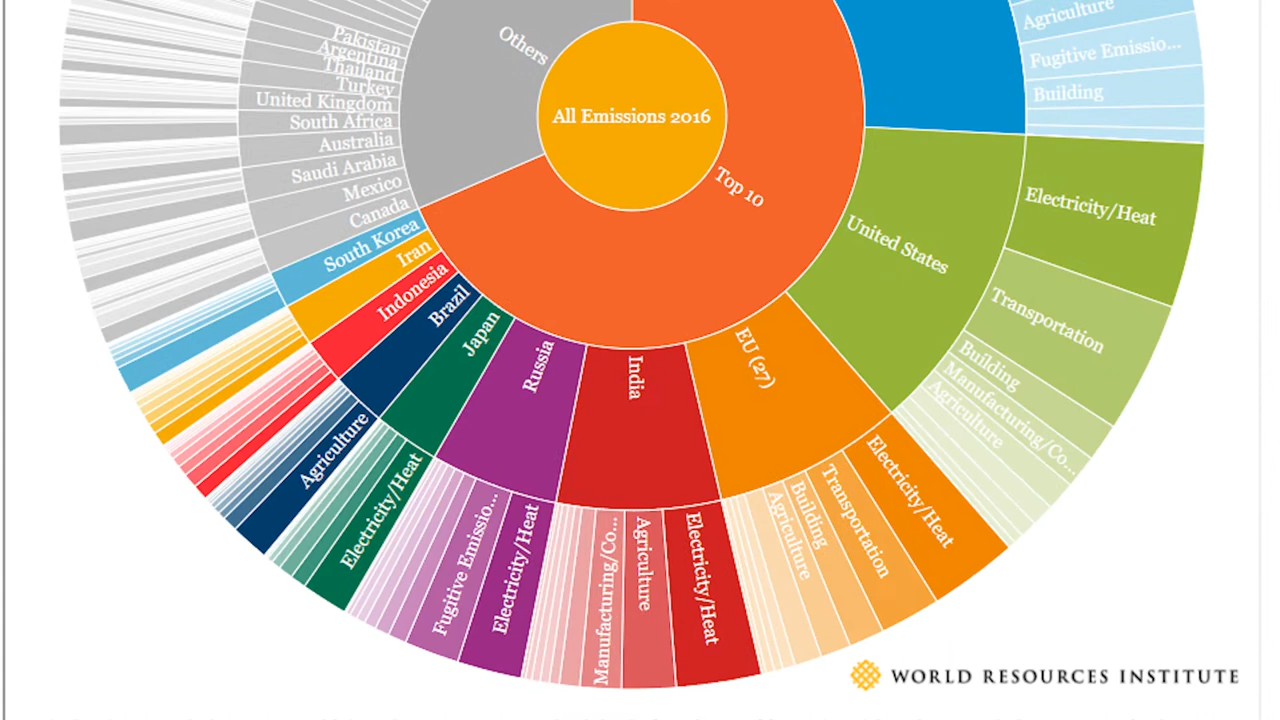 All Emissions 2016
Others
Top 10
Agriculture
Fugitive Emissio...
Building
United States
Electricity/Heat
Transportation
Building
Manufacturing/Co...
Agriculture
EU (27)
Electricity/Heat
Transportation
Building
Agriculture
India
Electricity/Heat
Agriculture
Manufacturing/Co...
Russia
Electricity/Heat
Fugitive Emissio...
Japan
Electricity/Heat
Brazil
Agriculture
Indonesia
Iran
South Korea
Canada
Mexico
Saudi Arabia
Australia
South Africa
United Kingdom
Turkey
Thailand
Argentina
Pakistan
WORLD RESOURCES INSTITUTE